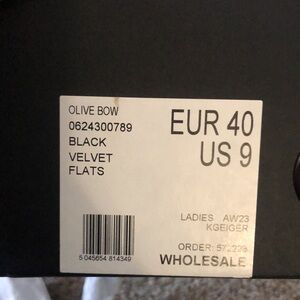 OLIVE BOW
0624300789
BLACK
VELVET
FLATS
EUR 40
US 9
LADIES AW23
KGEIGER
ORDER:
WHOLESALE
5 045654 814349